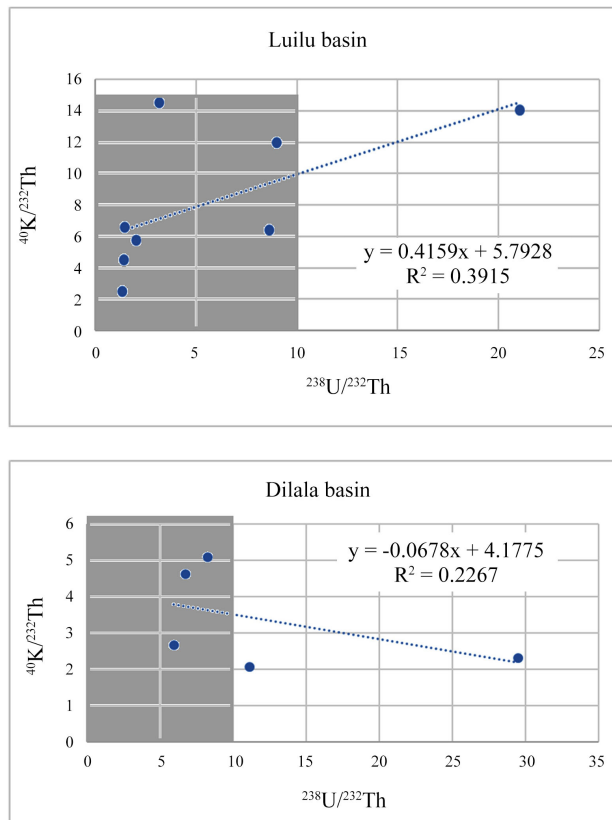 Luilu basin
16
14
12
10
8
6
4
2
0
⁴⁰K/²³²Th
y = 0.4159x + 5.7928
R² = 0.3915
0 5 10 15 20 25
²³⁸U/²³²Th
Dilala basin
6
5
4
3
2
1
0
⁴⁰K/²³²Th
y = -0.0678x + 4.1775
R² = 0.2267
0 5 10 15 20 25 30 35
²³⁸U/²³²Th